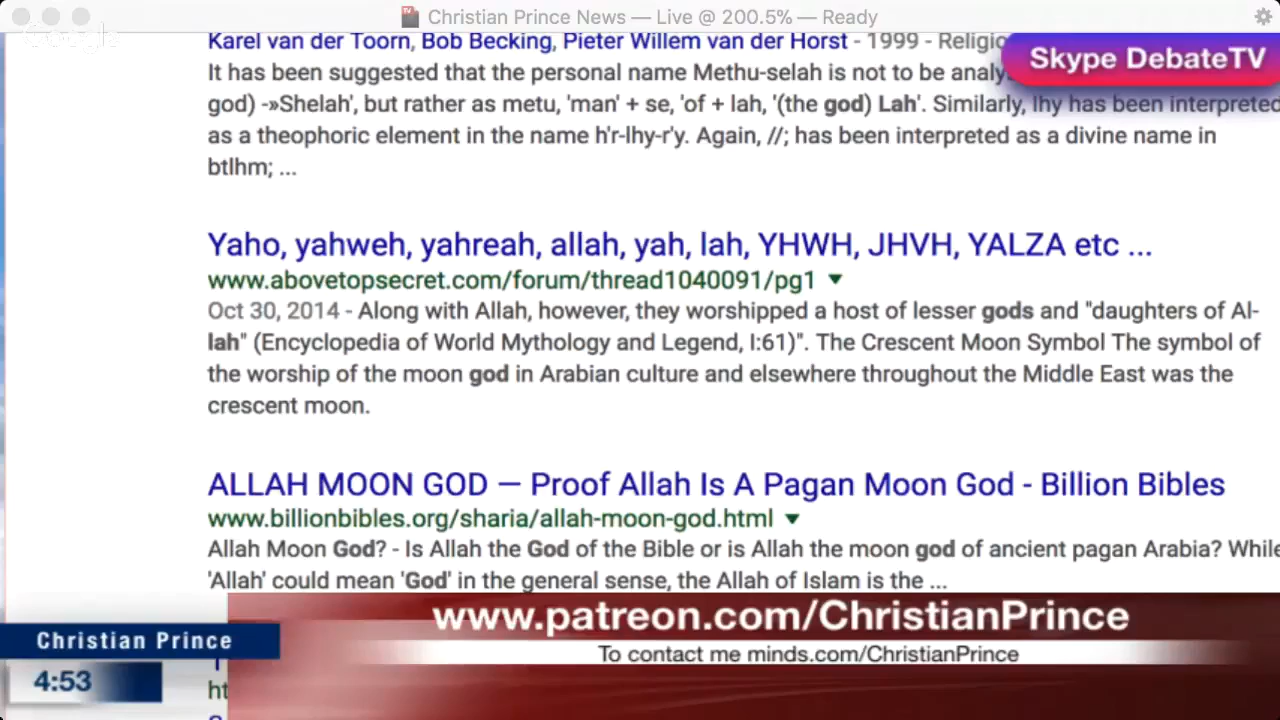 Christian Prince News — Live @ 200.5% — Ready
Google
Karel van der Toorn, Bob Becking, Pieter Willem van der Horst - 1999 - Religio
Skype DebateTV
It has been suggested that the personal name Methu-selah is not to be analy
god) -»Shelah', but rather as metu, 'man' + se, 'of + lah, '(the god) Lah'. Similarly, lhy has been interpreted
as a theophoric element in the name h'r-lhy-r'y. Again, //; has been interpreted as a divine name in
btlhm; ...
Yaho, yahweh, yahreah, allah, yah, lah, YHWH, JHVH, YALZA etc ...
www.abovetopsecret.com/forum/thread1040091/pg1
Oct 30, 2014 - Along with Allah, however, they worshipped a host of lesser gods and "daughters of Al-
lah" (Encyclopedia of World Mythology and Legend, I:61)". The Crescent Moon Symbol The symbol of
the worship of the moon god in Arabian culture and elsewhere throughout the Middle East was the
crescent moon.
ALLAH MOON GOD — Proof Allah Is A Pagan Moon God - Billion Bibles
www.billionbibles.org/sharia/allah-moon-god.html
Allah Moon God? - Is Allah the God of the Bible or is Allah the moon god of ancient pagan Arabia? While
'Allah' could mean 'God' in the general sense, the Allah of Islam is the ...
www.patreon.com/ChristianPrince
Christian Prince
To contact me minds.com/ChristianPrince
4:53
ht